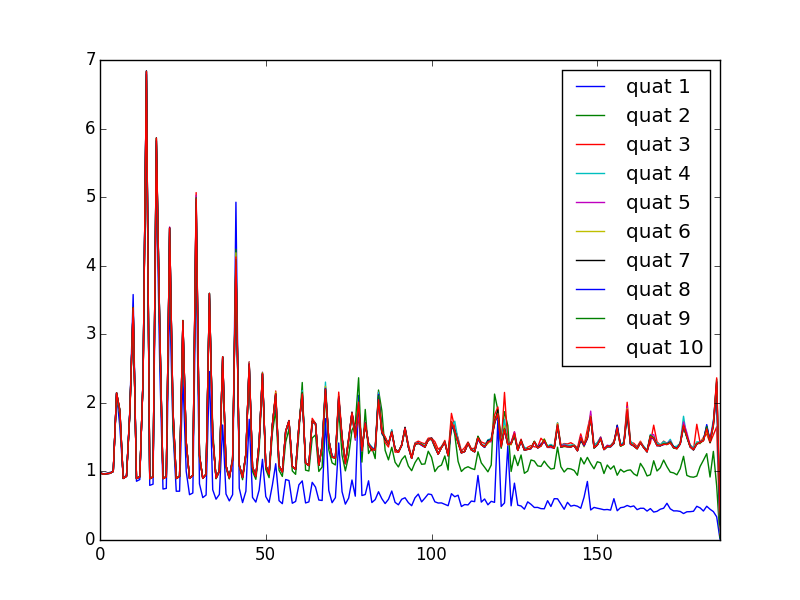 7
6
5
4
3
2
1
0
0 50 100 150
quat 1
quat 2
quat 3
quat 4
quat 5
quat 6
quat 7
quat 8
quat 9
quat 10